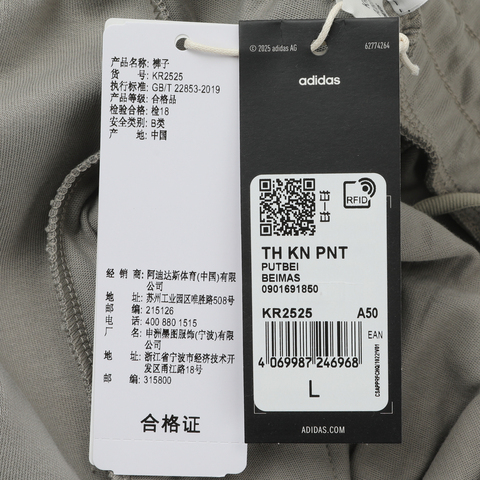 产品名称: 裤子
货 号: KR2525
执行标准: GB/T 22853-2019
产品等级: 合格品
检验合格: 检18
安全类别: B类
产 地: 中国
经 销 商: 阿迪达斯体育(中国)有限
公司
地 址: 苏州工业园区唯胜路508号
邮 编: 215126
电 话: 400 880 1515
公 司: 申洲墨图服饰(宁波)有限
公司
地 址: 浙江省宁波市经济技术开
发区甬江路18号
邮 编: 315800
合格证
© 2025 adidas AG
62774264
adidas
RFID
TH KN PNT
PUTBEI
BEIMAS
0901691850
KR2525
A50
EAN
4 069987 246968
L
ADIDAS.COM